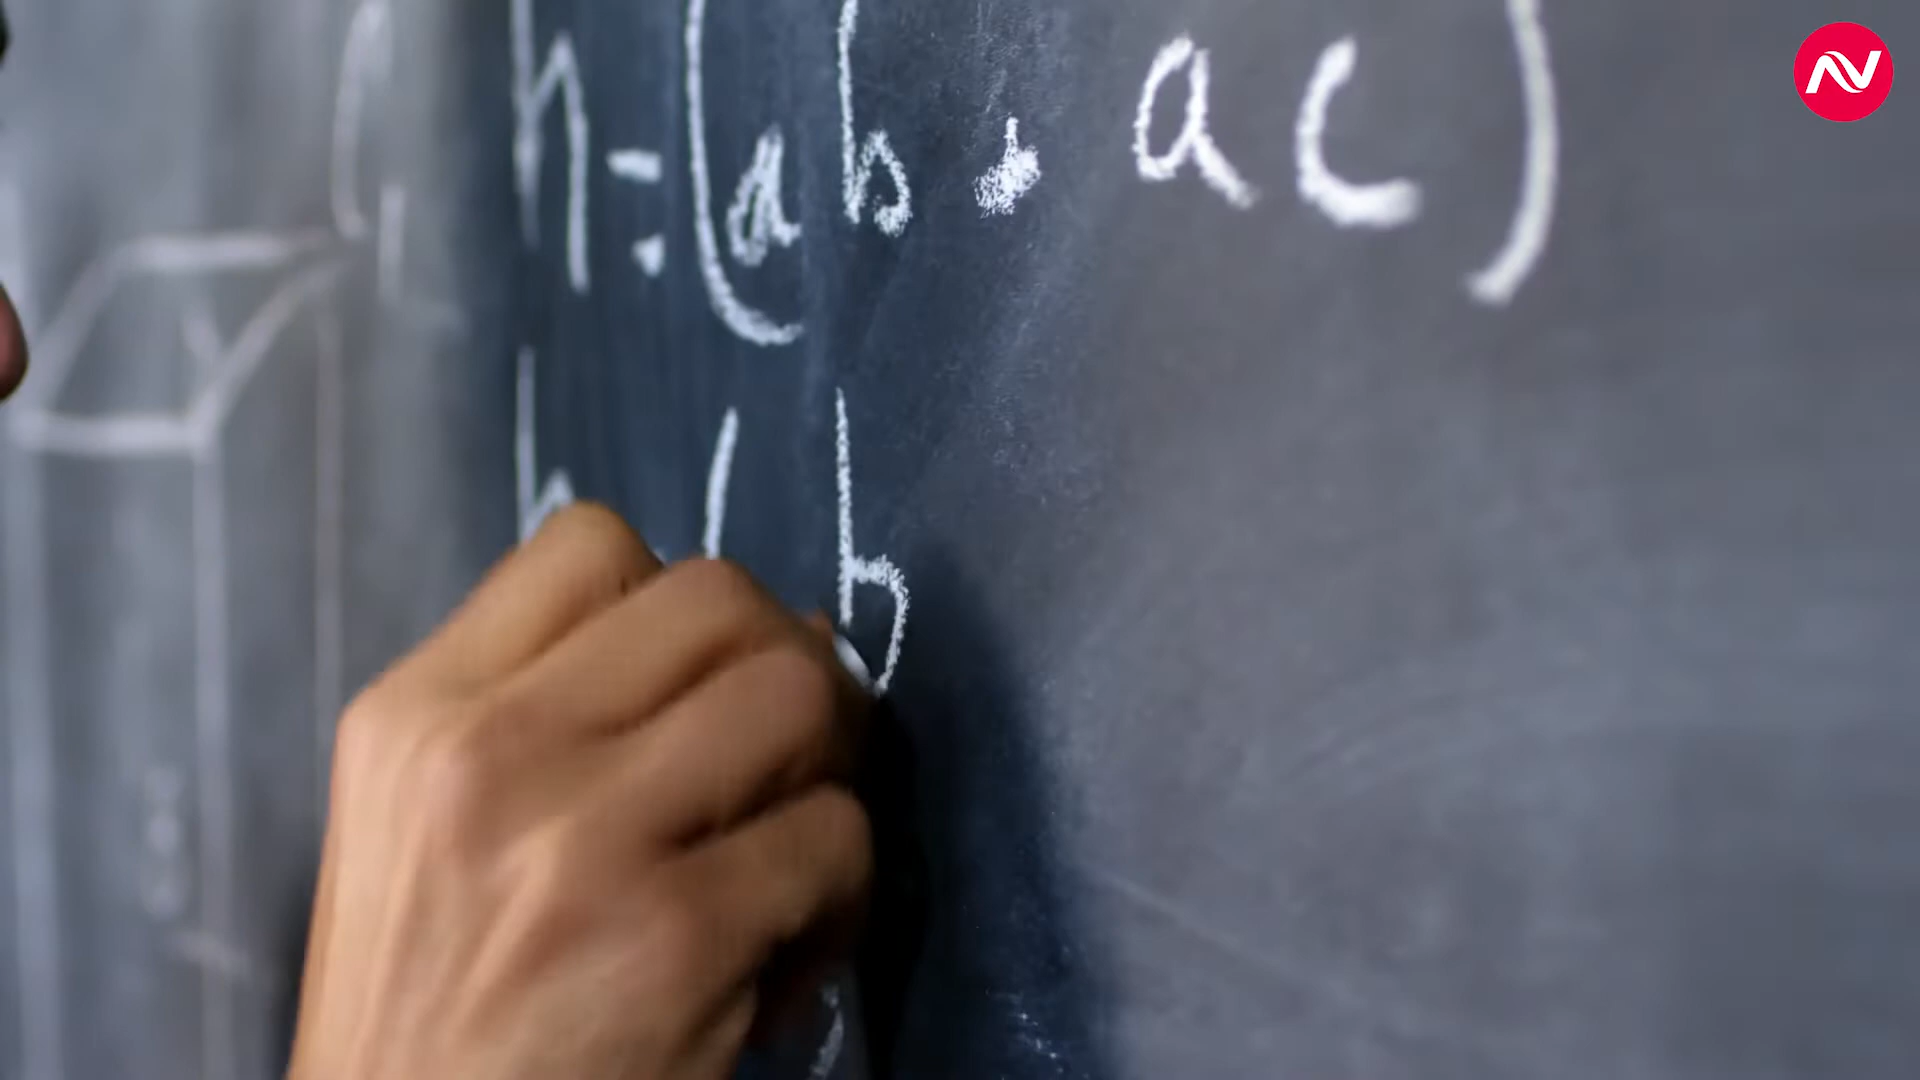 h = (ab . ac)
h ( b